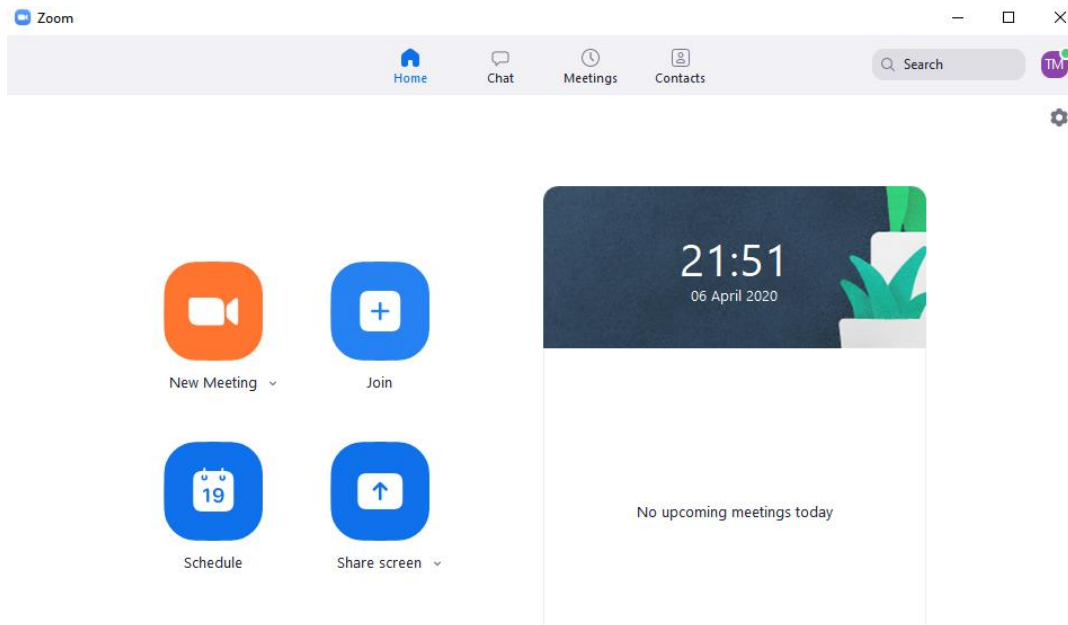 Zoom
Home Chat Meetings Contacts Search TM
21:51
06 April 2020
New Meeting Join
19
Schedule Share screen
No upcoming meetings today